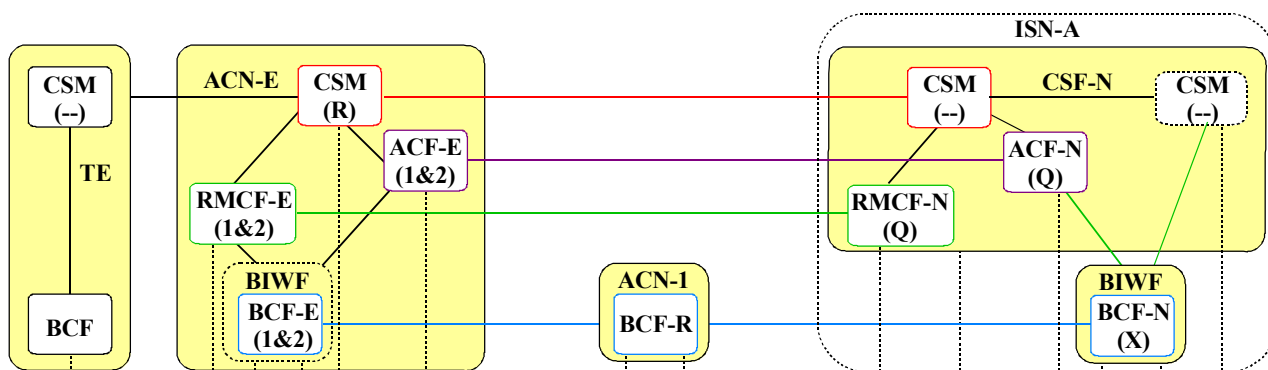 ISN-A
CSM
(--)
TE
BCF
ACN-E
CSM
(R)
ACF-E
(1&2)
RMCF-E
(1&2)
BIWF
BCF-E
(1&2)
ACN-1
BCF-R
CSM
(--)
CSF-N
CSM
(--)
ACF-N
(Q)
RMCF-N
(Q)
BIWF
BCF-N
(X)